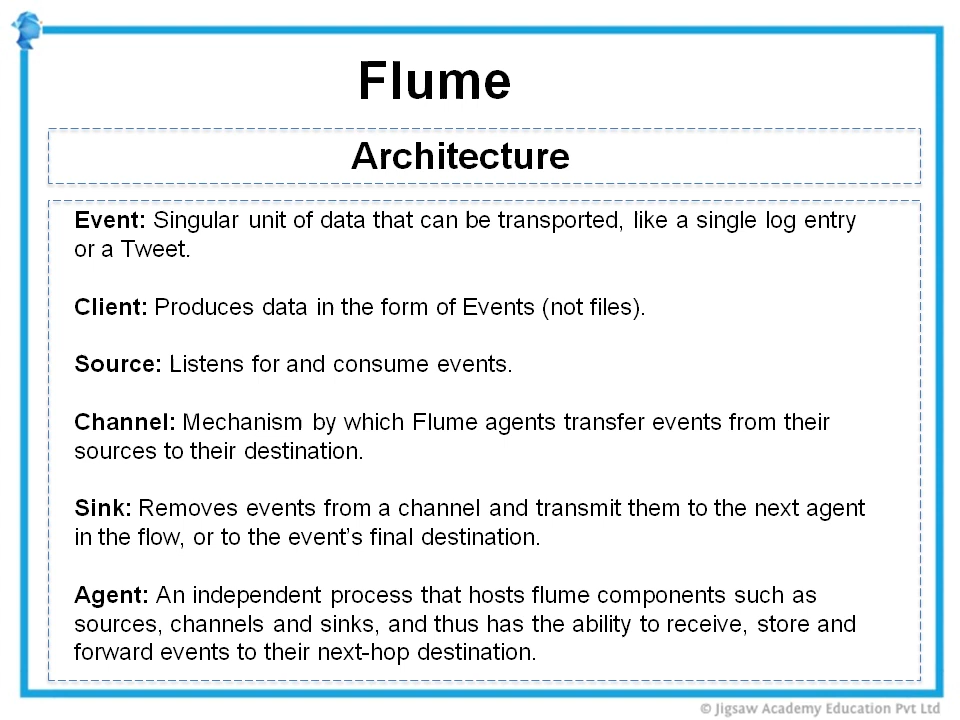 Flume
Architecture
Event: Singular unit of data that can be transported, like a single log entry
or a Tweet.
Client: Produces data in the form of Events (not files).
Source: Listens for and consume events.
Channel: Mechanism by which Flume agents transfer events from their
sources to their destination.
Sink: Removes events from a channel and transmit them to the next agent
in the flow, or to the event’s final destination.
Agent: An independent process that hosts flume components such as
sources, channels and sinks, and thus has the ability to receive, store and
forward events to their next-hop destination.
© Jigsaw Academy Education Pvt Ltd